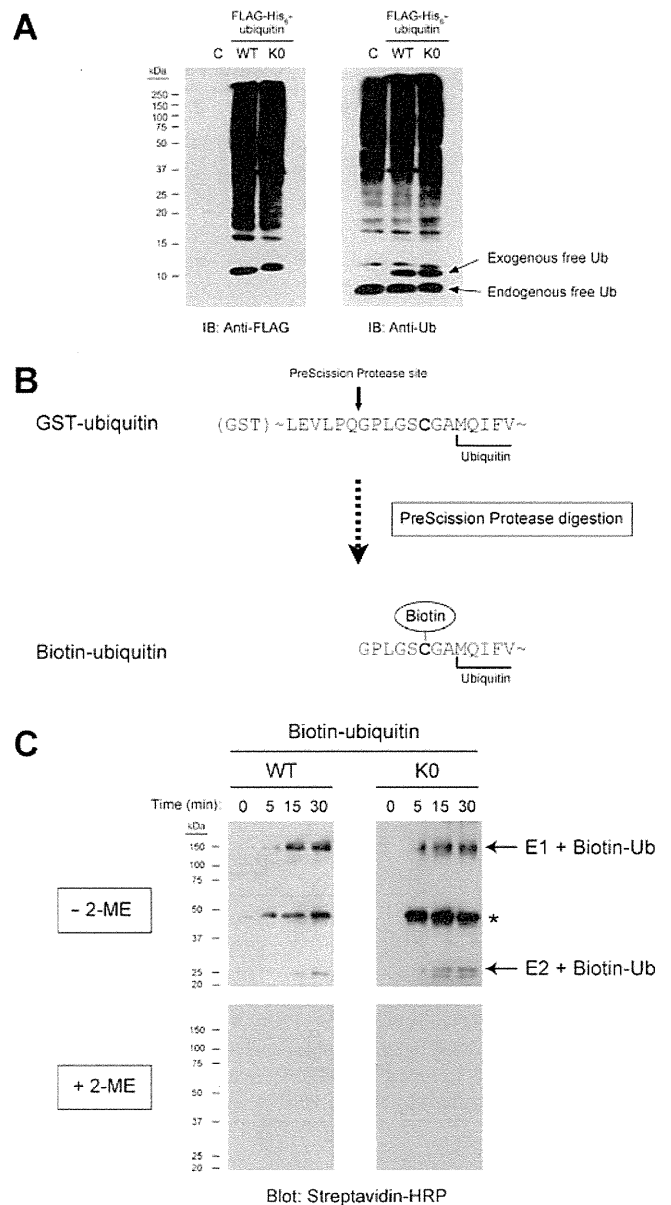 A
FLAG-His6-
ubiquitin
C WT K0
kDa
250
150
100
75
50
37
25
20
15
10
IB: Anti-FLAG
FLAG-His6-
ubiquitin
C WT K0
Exogenous free Ub
Endogenous free Ub
IB: Anti-Ub
B
PreScission Protease site
GST-ubiquitin
(GST)~LEVLPQGPLGSCGAMQIFV~
Ubiquitin
PreScission Protease digestion
Biotin
Biotin-ubiquitin
GPLGSCGAMQIFV~
Ubiquitin
C
Biotin-ubiquitin
WT K0
Time (min): 0 5 15 30 0 5 15 30
kDa
150
100
75
50
37
25
20
- 2-ME
E1 + Biotin-Ub
*
E2 + Biotin-Ub
+ 2-ME
150
100
75
50
37
25
20
Blot: Streptavidin-HRP